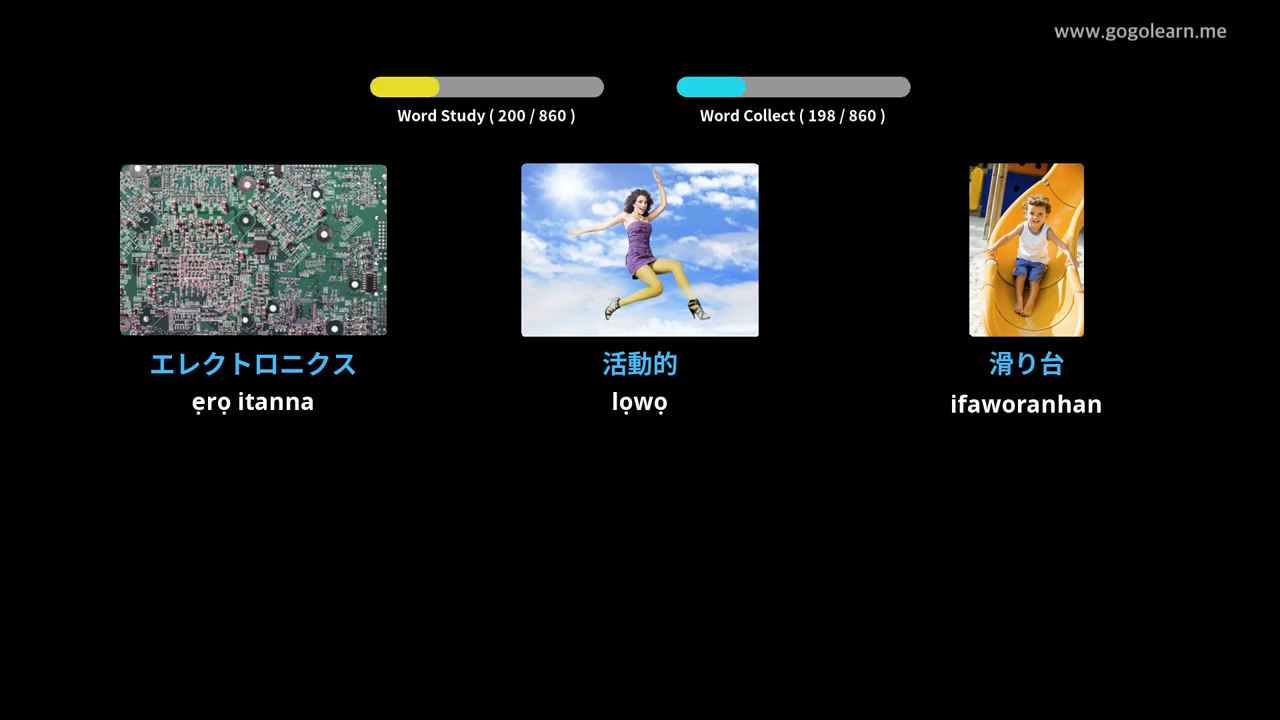 www.gogolearn.me
Word Study ( 200 / 860 )
Word Collect ( 198 / 860 )
エレクトロニクス
活動的
滑り台
ẹrọ itanna
lọwọ
ifaworanhan